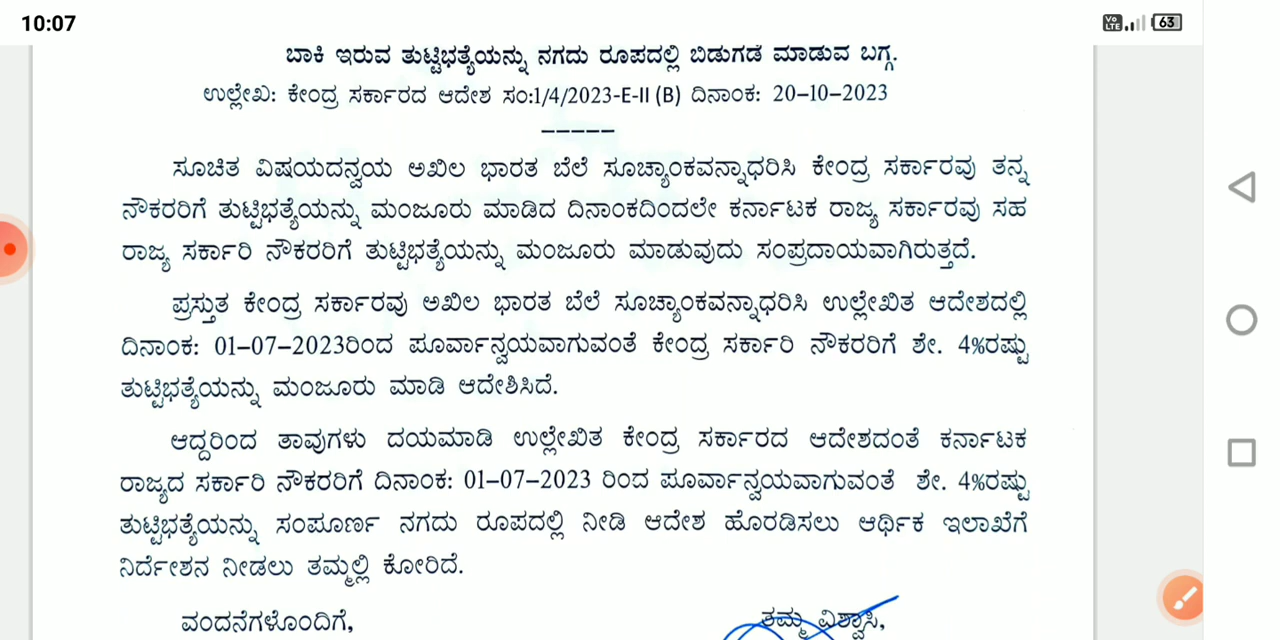 10:07
Vo LTE 63
ಬಾಕಿ ಇರುವ ತುಟ್ಟಿಭತ್ಯೆಯನ್ನು ನಗದು ರೂಪದಲ್ಲಿ ಬಿಡುಗಡೆ ಮಾಡುವ ಬಗ್ಗೆ.
ಉಲ್ಲೇಖ: ಕೇಂದ್ರ ಸರ್ಕಾರದ ಆದೇಶ ಸಂ:1/4/2023-E-II (B) ದಿನಾಂಕ: 20-10-2023
-----
ಸೂಚಿತ ವಿಷಯದನ್ವಯ ಅಖಿಲ ಭಾರತ ಬೆಲೆ ಸೂಚ್ಯಾಂಕವನ್ನಾಧರಿಸಿ ಕೇಂದ್ರ ಸರ್ಕಾರವು ತನ್ನ
ನೌಕರರಿಗೆ ತುಟ್ಟಿಭತ್ಯೆಯನ್ನು ಮಂಜೂರು ಮಾಡಿದ ದಿನಾಂಕದಿಂದಲೇ ಕರ್ನಾಟಕ ರಾಜ್ಯ ಸರ್ಕಾರವು ಸಹ
ರಾಜ್ಯ ಸರ್ಕಾರಿ ನೌಕರರಿಗೆ ತುಟ್ಟಿಭತ್ಯೆಯನ್ನು ಮಂಜೂರು ಮಾಡುವುದು ಸಂಪ್ರದಾಯವಾಗಿರುತ್ತದೆ.
ಪ್ರಸ್ತುತ ಕೇಂದ್ರ ಸರ್ಕಾರವು ಅಖಿಲ ಭಾರತ ಬೆಲೆ ಸೂಚ್ಯಾಂಕವನ್ನಾಧರಿಸಿ ಉಲ್ಲೇಖಿತ ಆದೇಶದಲ್ಲಿ
ದಿನಾಂಕ: 01-07-2023ರಿಂದ ಪೂರ್ವಾನ್ವಯವಾಗುವಂತೆ ಕೇಂದ್ರ ಸರ್ಕಾರಿ ನೌಕರರಿಗೆ ಶೇ. 4%ರಷ್ಟು
ತುಟ್ಟಿಭತ್ಯೆಯನ್ನು ಮಂಜೂರು ಮಾಡಿ ಆದೇಶಿಸಿದೆ.
ಆದ್ದರಿಂದ ತಾವುಗಳು ದಯಮಾಡಿ ಉಲ್ಲೇಖಿತ ಕೇಂದ್ರ ಸರ್ಕಾರದ ಆದೇಶದಂತೆ ಕರ್ನಾಟಕ
ರಾಜ್ಯದ ಸರ್ಕಾರಿ ನೌಕರರಿಗೆ ದಿನಾಂಕ: 01-07-2023 ರಿಂದ ಪೂರ್ವಾನ್ವಯವಾಗುವಂತೆ ಶೇ. 4%ರಷ್ಟು
ತುಟ್ಟಿಭತ್ಯೆಯನ್ನು ಸಂಪೂರ್ಣ ನಗದು ರೂಪದಲ್ಲಿ ನೀಡಿ ಆದೇಶ ಹೊರಡಿಸಲು ಆರ್ಥಿಕ ಇಲಾಖೆಗೆ
ನಿರ್ದೇಶನ ನೀಡಲು ತಮ್ಮಲ್ಲಿ ಕೋರಿದೆ.
ವಂದನೆಗಳೊಂದಿಗೆ,
ತಮ್ಮ ವಿಶ್ವಾಸಿ,